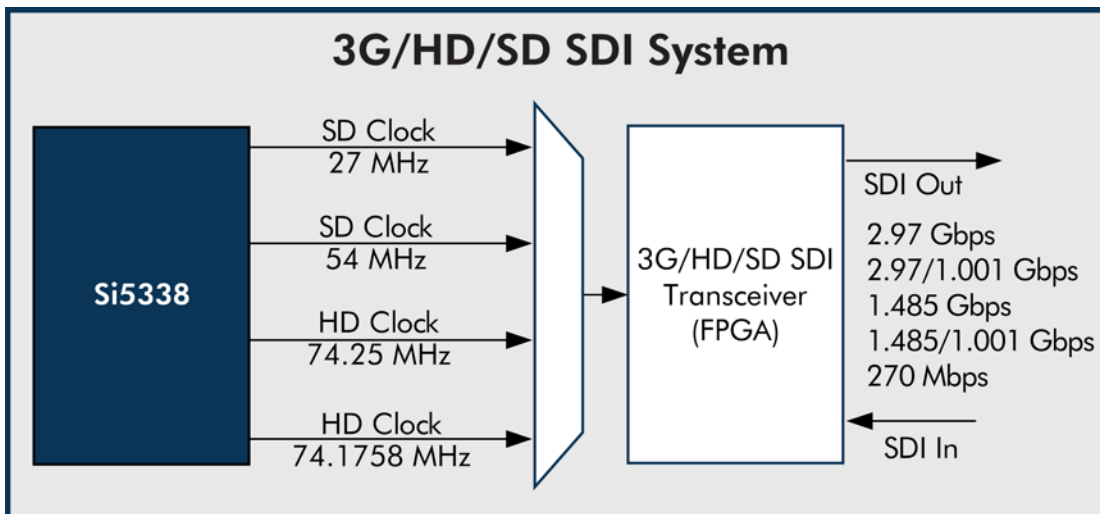 3G/HD/SD SDI System
Si5338
SD Clock
27 MHz
SD Clock
54 MHz
HD Clock
74.25 MHz
HD Clock
74.1758 MHz
3G/HD/SD SDI
Transceiver
(FPGA)
SDI Out
2.97 Gbps
2.97/1.001 Gbps
1.485 Gbps
1.485/1.001 Gbps
270 Mbps
SDI In